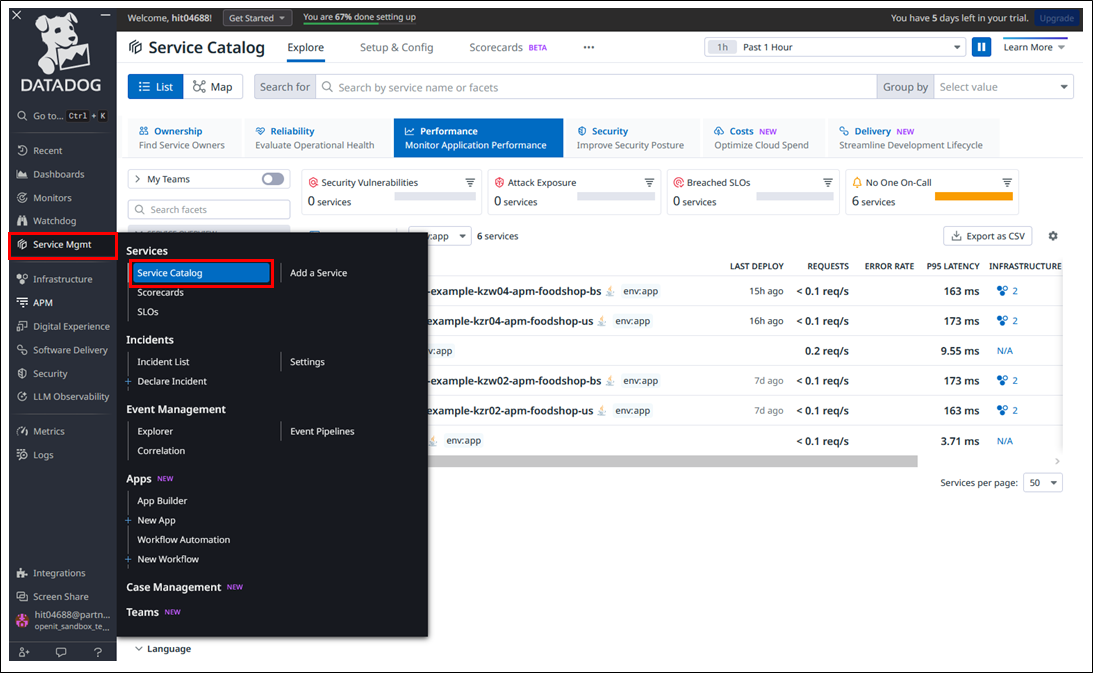 Welcome, hit04688!
Get Started
You are 67% done setting up
You have 5 days left in your trial.
Upgrade
DATADOG
Go to... Ctrl + K
Recent
Dashboards
Monitors
Watchdog
Service Mgmt
Infrastructure
APM
Digital Experience
Software Delivery
Security
LLM Observability
Metrics
Logs
Integrations
Screen Share
hit04688@partn...
openit_sandbox_te...
?
Service Catalog
Explore
Setup & Config
Scorecards BETA
...
1h Past 1 Hour
Learn More
List
Map
Search for
Search by service name or facets
Group by
Select value
Ownership
Find Service Owners
Reliability
Evaluate Operational Health
Performance
Monitor Application Performance
Security
Improve Security Posture
Costs NEW
Optimize Cloud Spend
Delivery NEW
Streamline Development Lifecycle
My Teams
Search facets
Security Vulnerabilities
0 services
Attack Exposure
0 services
Breached SLOs
0 services
No One On-Call
6 services
Services
Service Catalog
Add a Service
Scorecards
SLOs
Incidents
Incident List
Settings
+ Declare Incident
Event Management
Explorer
Event Pipelines
Correlation
Apps NEW
App Builder
+ New App
Workflow Automation
+ New Workflow
Case Management NEW
Teams NEW
Language
:app
6 services
Export as CSV
LAST DEPLOY REQUESTS ERROR RATE P95 LATENCY INFRASTRUCTURE
-example-kzw04-apm-foodshop-bs env:app 15h ago < 0.1 req/s 163 ms 2
example-kzr04-apm-foodshop-us env:app 16h ago < 0.1 req/s 173 ms 2
v:app 0.2 req/s 9.55 ms N/A
-example-kzw02-apm-foodshop-bs env:app 7d ago < 0.1 req/s 173 ms 2
example-kzr02-apm-foodshop-us env:app 7d ago < 0.1 req/s 163 ms 2
env:app < 0.1 req/s 3.71 ms N/A
Services per page: 50